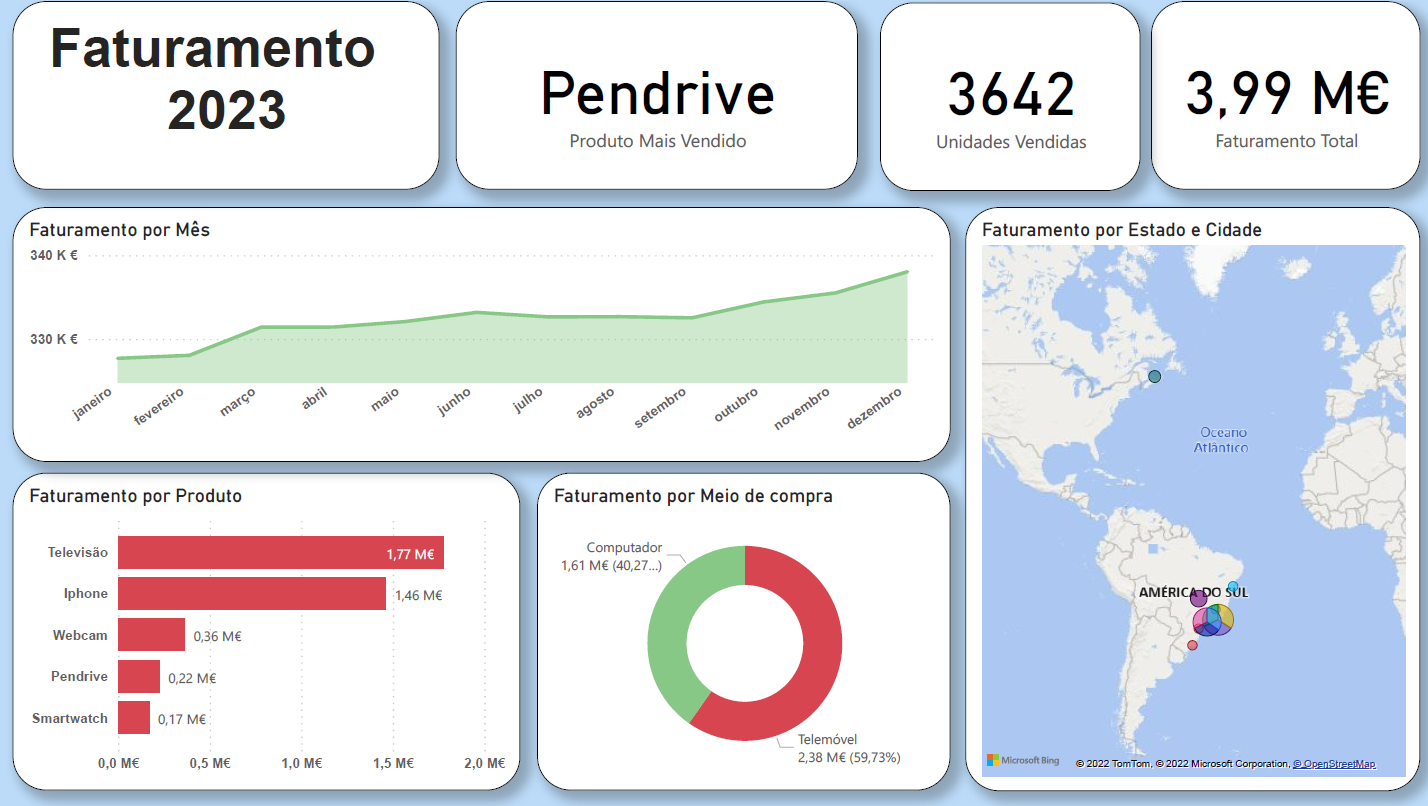 Faturamento
2023
Pendrive
Produto Mais Vendido
3642
Unidades Vendidas
3,99 M€
Faturamento Total
Faturamento por Mês
340 K €
330 K €
janeiro
fevereiro
março
abril
maio
junho
julho
agosto
setembro
outubro
novembro
dezembro
Faturamento por Estado e Cidade
Oceano
Atlântico
AMÉRICA DO SUL
Microsoft Bing
© 2022 TomTom, © 2022 Microsoft Corporation, © OpenStreetMap
Faturamento por Produto
Televisão
1,77 M€
Iphone
1,46 M€
Webcam
0,36 M€
Pendrive
0,22 M€
Smartwatch
0,17 M€
0,0 M€
0,5 M€
1,0 M€
1,5 M€
2,0 M€
Faturamento por Meio de compra
Computador
1,61 M€ (40,27...)
Telemóvel
2,38 M€ (59,73%)